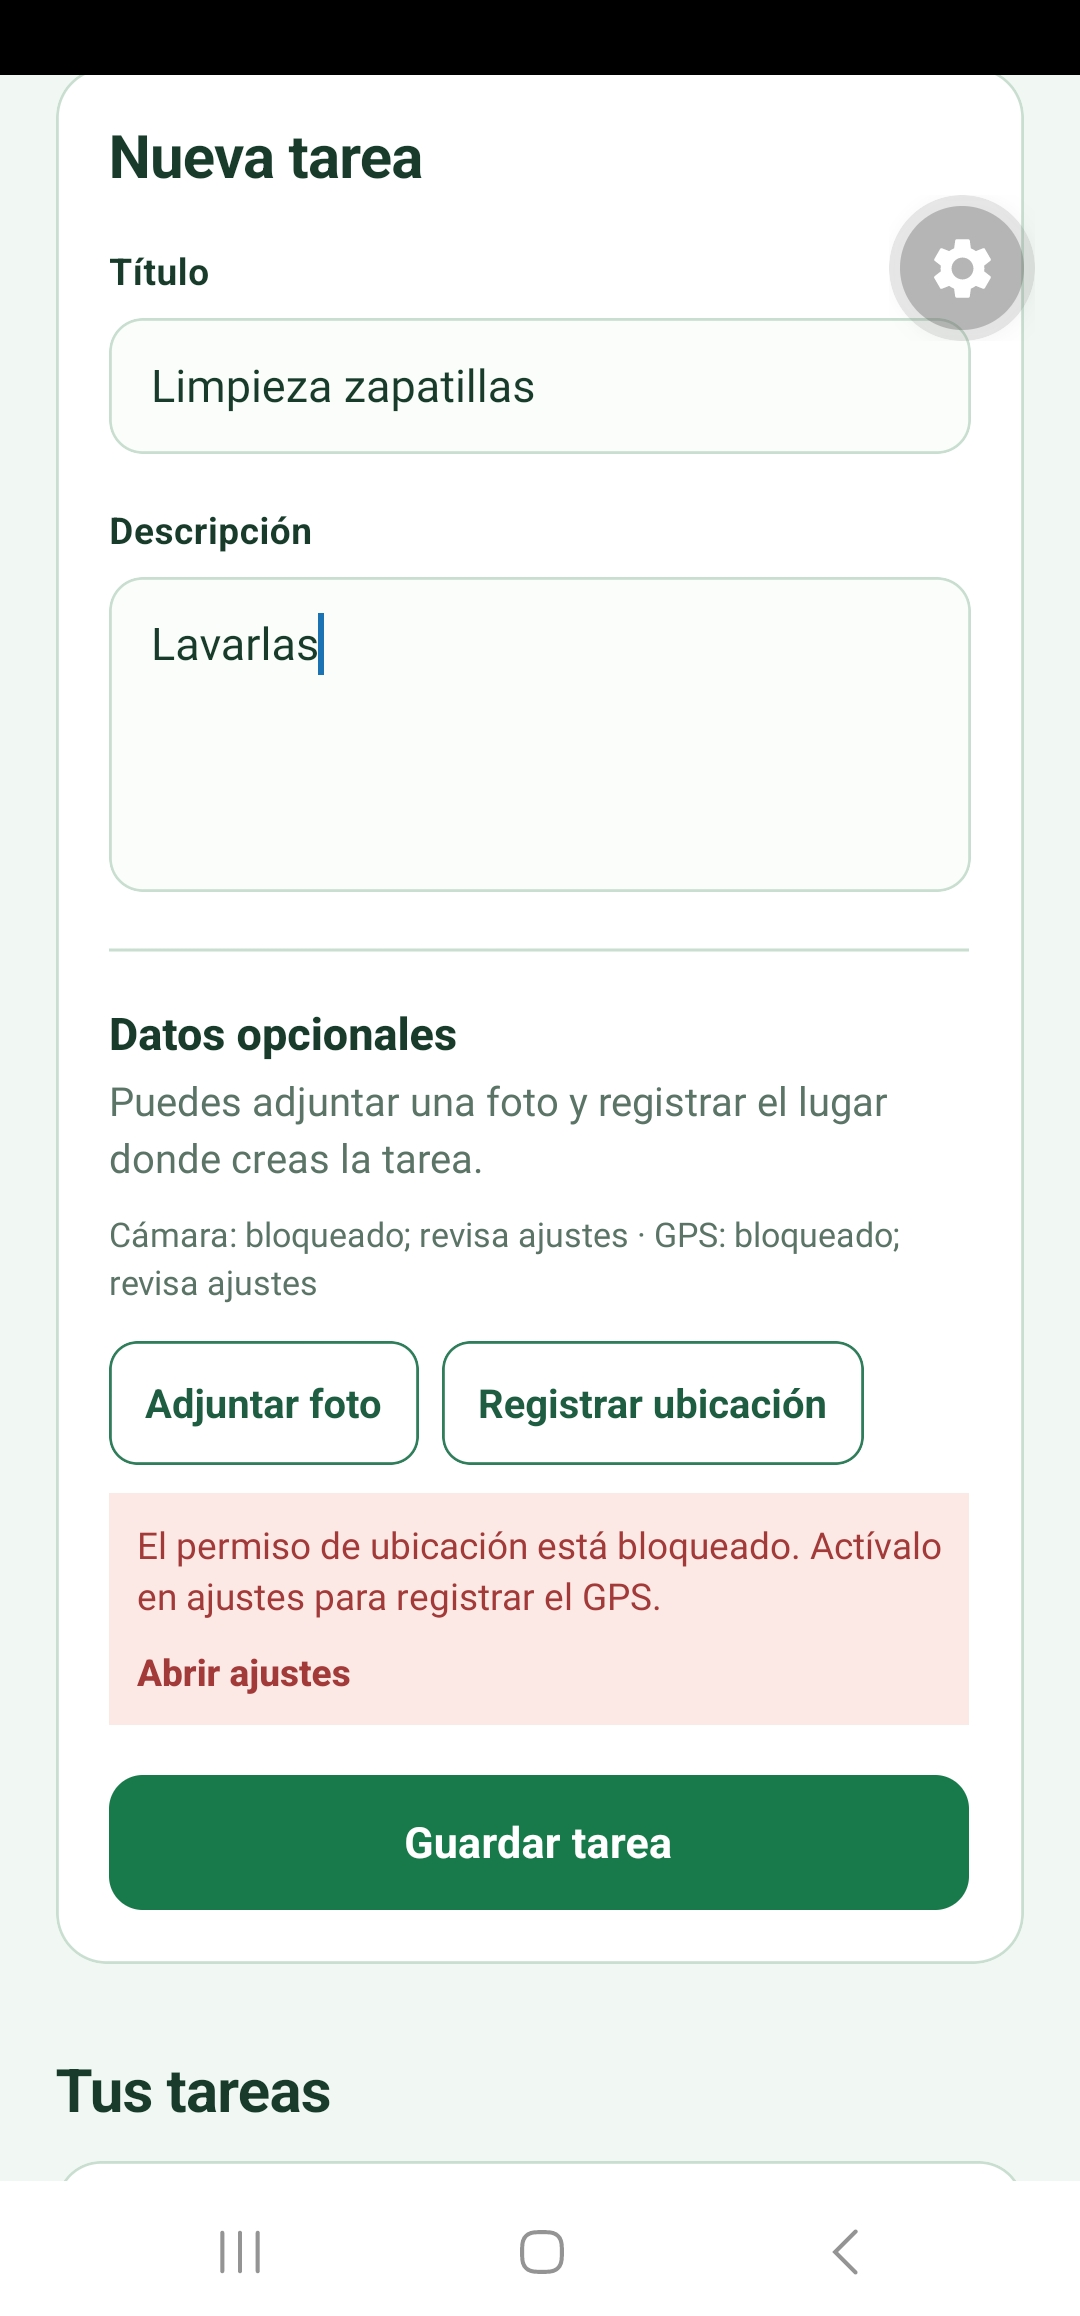 Nueva tarea
Título
Limpieza zapatillas
Descripción
Lavarlas
Datos opcionales
Puedes adjuntar una foto y registrar el lugar
donde creas la tarea.
Cámara: bloqueado; revisa ajustes · GPS: bloqueado;
revisa ajustes
Adjuntar foto
Registrar ubicación
El permiso de ubicación está bloqueado. Actívalo
en ajustes para registrar el GPS.
Abrir ajustes
Guardar tarea
Tus tareas